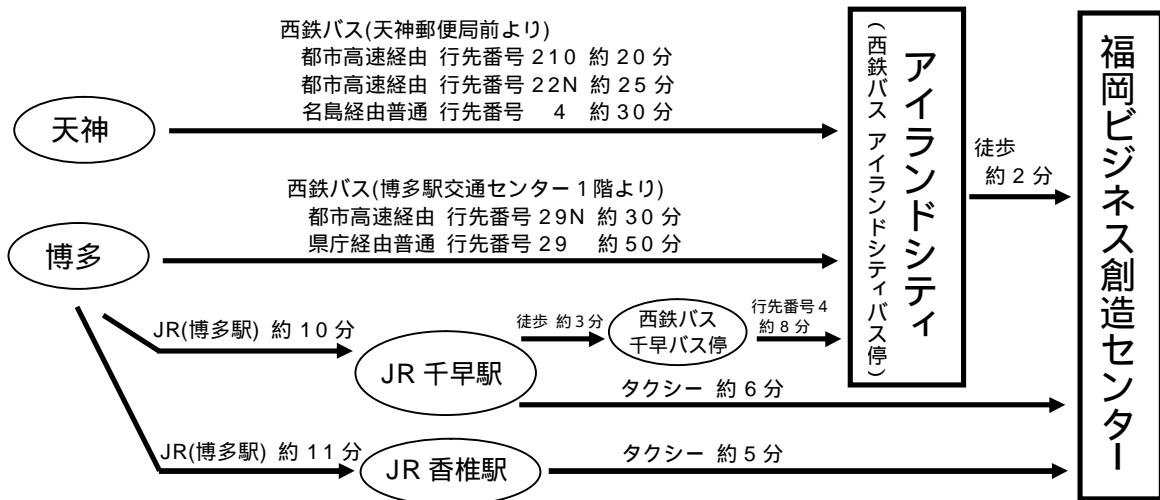 西鉄バス(天神郵便局前より)
都市高速経由 行先番号 210 約 20 分
都市高速経由 行先番号 22N 約 25 分
名島経由普通 行先番号 4 約 30 分
天神
西鉄バス(博多駅交通センター 1 階より)
都市高速経由 行先番号 29N 約 30 分
県庁経由普通 行先番号 29 約 50 分
博多
JR(博多駅) 約 10 分
JR 千早駅
徒歩 約 3 分
西鉄バス
千早バス停
行先番号 4
約 8 分
タクシー 約 6 分
JR(博多駅) 約 11 分
JR 香椎駅
タクシー 約 5 分
アイランドシティ
(西鉄バス アイランドシティバス停)
徒歩
約 2 分
福岡ビジネス創造センター